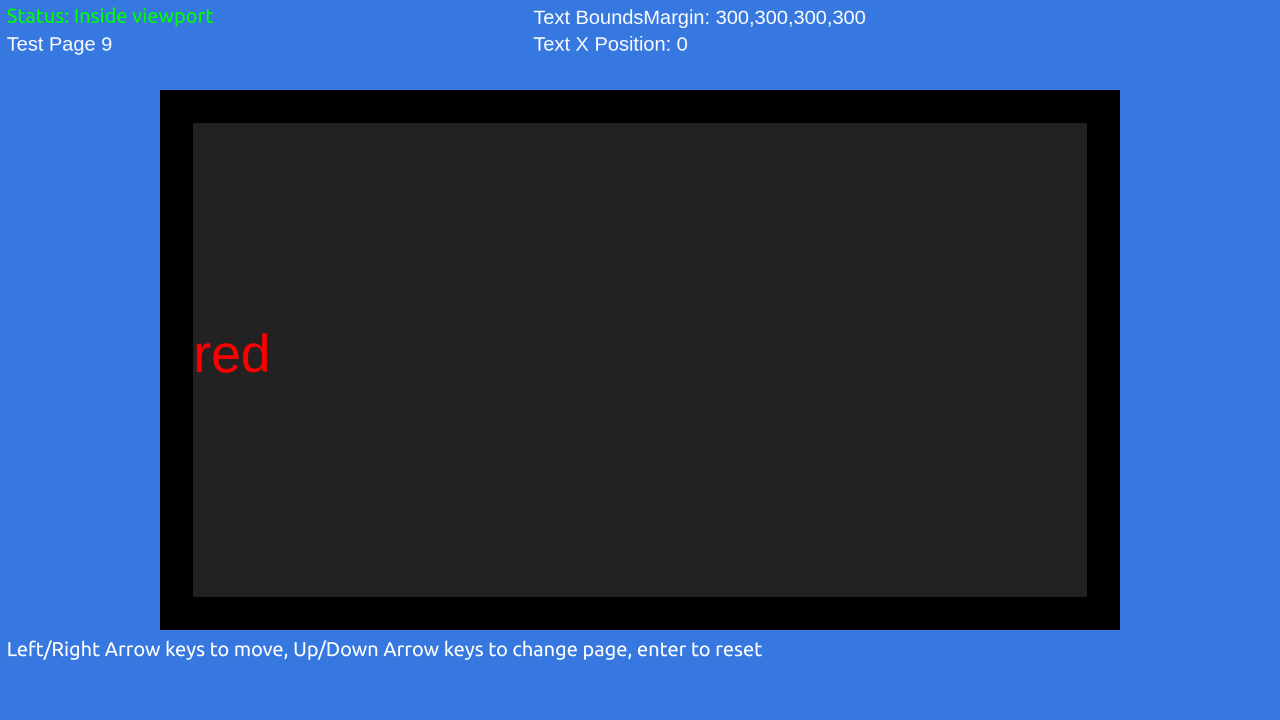 Status: Inside viewport
Test Page 9
Text BoundsMargin: 300,300,300,300
Text X Position: 0
red
Left/Right Arrow keys to move, Up/Down Arrow keys to change page, enter to reset